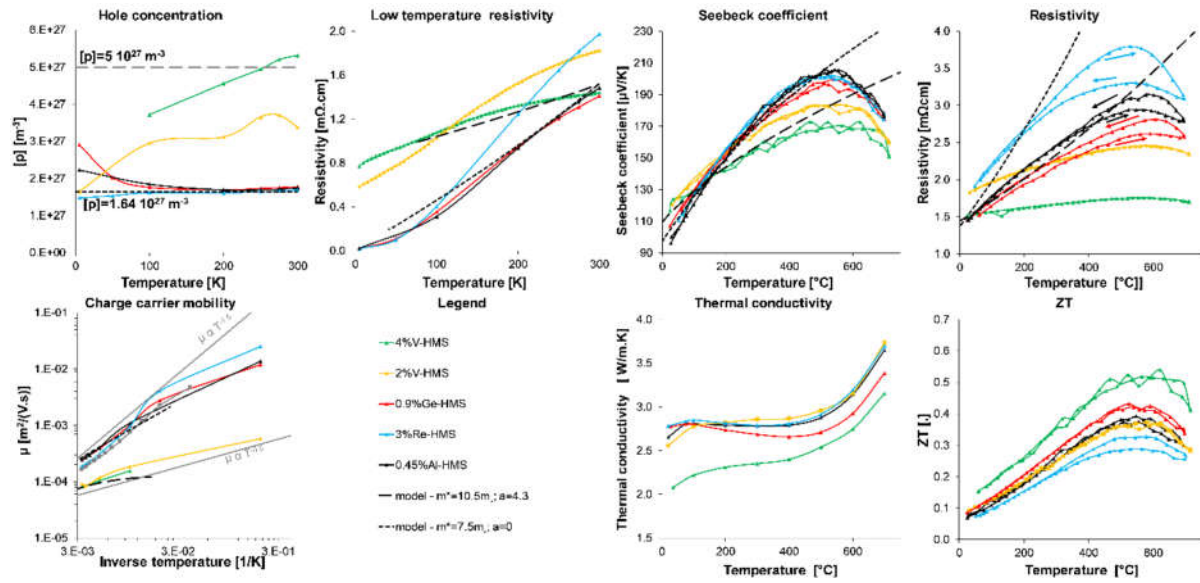 Hole concentration
6.E+27
5.E+27
4.E+27
3.E+27
2.E+27
1.E+27
0.E+00
[p] [m⁻³]
[p]=5 10²⁷ m⁻³
[p]=1.64 10²⁷ m⁻³
0 100 200 300
Temperature [K]
Low temperature resistivity
2.0
1.6
1.2
0.8
0.4
0.0
Resistivity [mΩ.cm]
0 100 200 300
Temperature [K]
Seebeck coefficient
230
210
190
170
150
130
110
90
Seebeck coefficient [µV/K]
0 200 400 600
Temperature [°C]
Resistivity
4.0
3.5
3.0
2.5
2.0
1.5
1.0
Resistivity [mΩcm]
0 200 400 600
Temperature [°C]]
Charge carrier mobility
1.E-01
1.E-02
1.E-03
1.E-04
1.E-05
µ [m²/(V.s)]
µ α T
µ α T
3.E-03 3.E-02 3.E-01
Inverse temperature [1/K]
Legend
4%V-HMS
2%V-HMS
0.9%Ge-HMS
3%Re-HMS
0.45%Al-HMS
model - m*=10.5mₑ; a=4.3
model - m*=7.5mₑ; a=0
Thermal conductivity
4.0
3.5
3.0
2.5
2.0
1.5
Thermal conductivity [ W/m.K]
0 200 400 600
Temperature [°C]
ZT
0.7
0.6
0.5
0.4
0.3
0.2
0.1
0.0
ZT [.]
0 200 400 600
Temperature [°C]